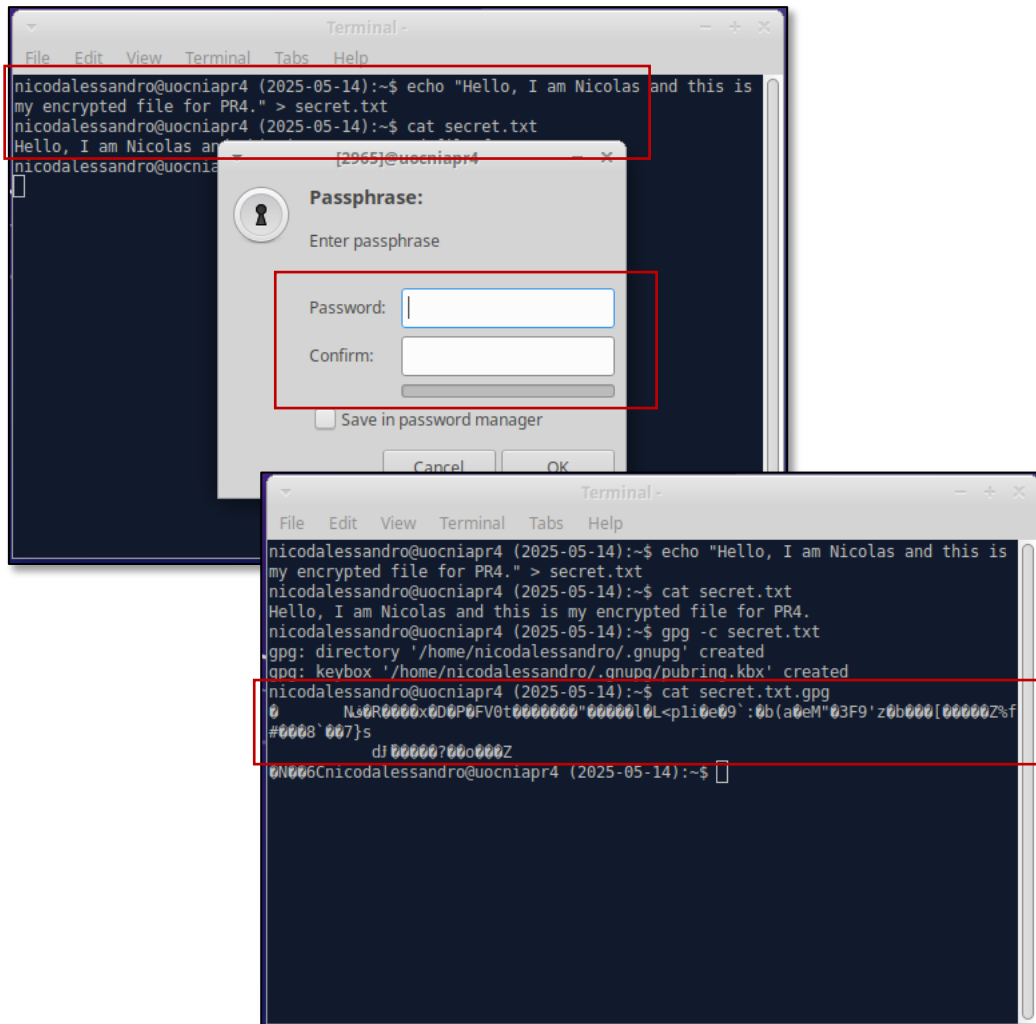 Terminal -
File Edit View Terminal Tabs Help
nicodalessandro@uocniapr4 (2025-05-14):~$ echo "Hello, I am Nicolas and this is
my encrypted file for PR4." > secret.txt
nicodalessandro@uocniapr4 (2025-05-14):~$ cat secret.txt
Hello, I am Nicolas
[2965]@uocniapr4
Passphrase:
Enter passphrase
Password:
Confirm:
Save in password manager
Cancel OK
Terminal -
File Edit View Terminal Tabs Help
nicodalessandro@uocniapr4 (2025-05-14):~$ echo "Hello, I am Nicolas and this is
my encrypted file for PR4." > secret.txt
nicodalessandro@uocniapr4 (2025-05-14):~$ cat secret.txt
Hello, I am Nicolas and this is my encrypted file for PR4.
nicodalessandro@uocniapr4 (2025-05-14):~$ gpg -c secret.txt
gpg: directory '/home/nicodalessandro/.gnupg' created
gpg: keybox '/home/nicodalessandro/.gnupg/pubring.kbx' created
nicodalessandro@uocniapr4 (2025-05-14):~$ cat secret.txt.gpg
#���8`��7}s
�N��6Cnicodalessandro@uocniapr4 (2025-05-14):~$